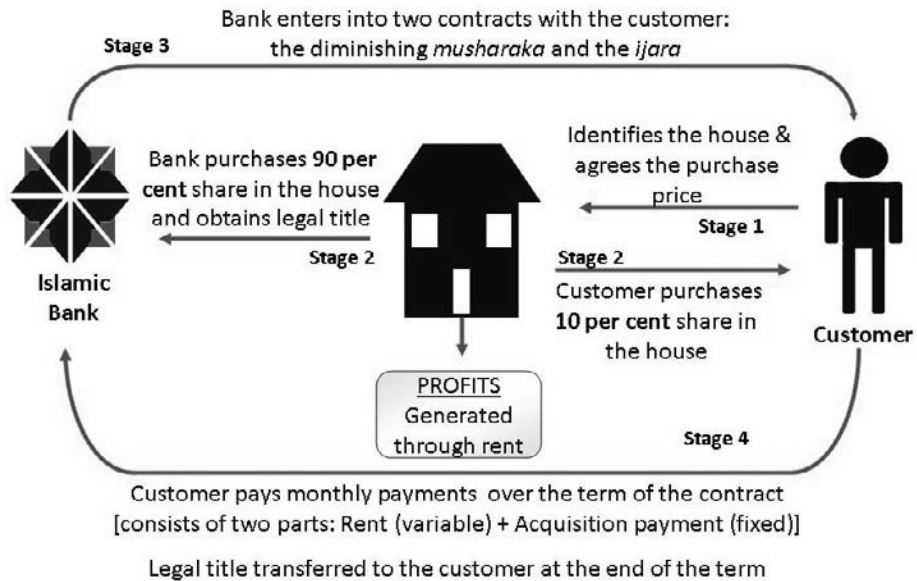 Bank enters into two contracts with the customer:
the diminishing musharaka and the ijara
Stage 3
Identifies the house &
agrees the purchase
price
Stage 1
Bank purchases 90 per
cent share in the house
and obtains legal title
Stage 2
Stage 2
Customer purchases
10 per cent share in
the house
Islamic
Bank
Customer
PROFITS
Generated
through rent
Stage 4
Customer pays monthly payments over the term of the contract
[consists of two parts: Rent (variable) + Acquisition payment (fixed)]
Legal title transferred to the customer at the end of the term